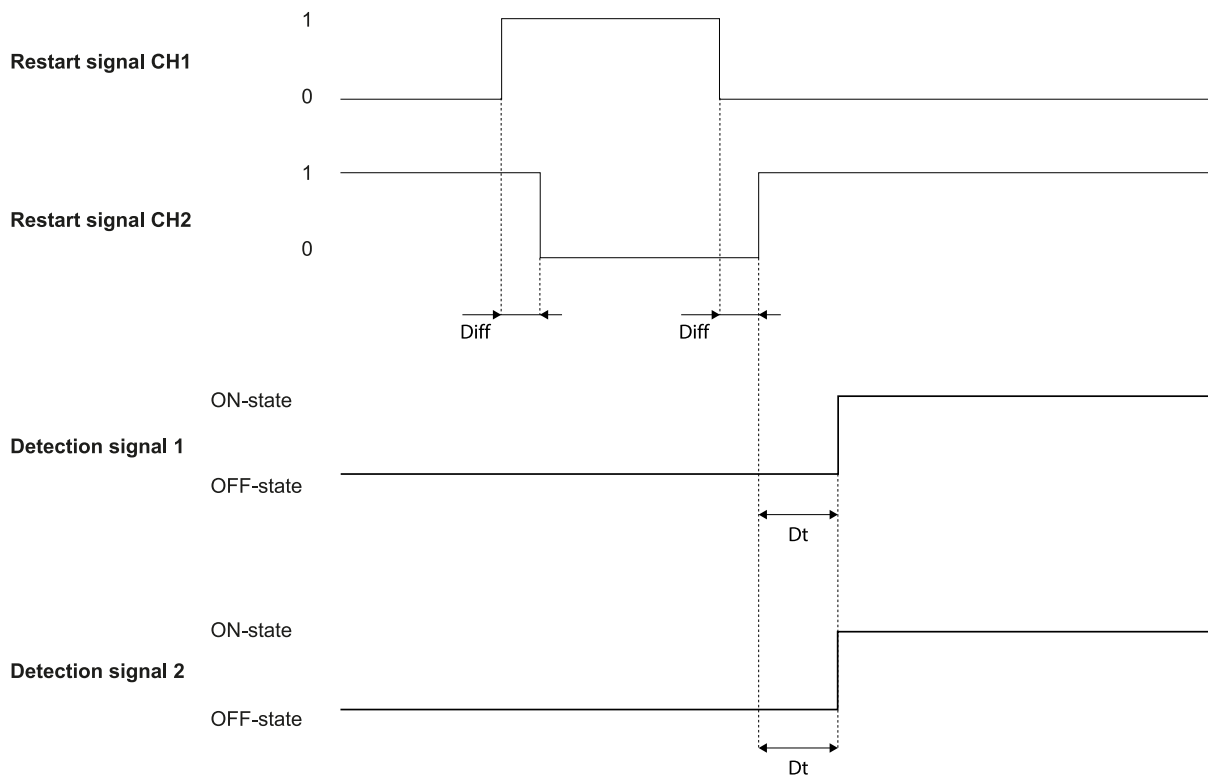 1
Restart signal CH1
0
1
Restart signal CH2
0
Diff
Diff
ON-state
Detection signal 1
OFF-state
Dt
ON-state
Detection signal 2
OFF-state
Dt